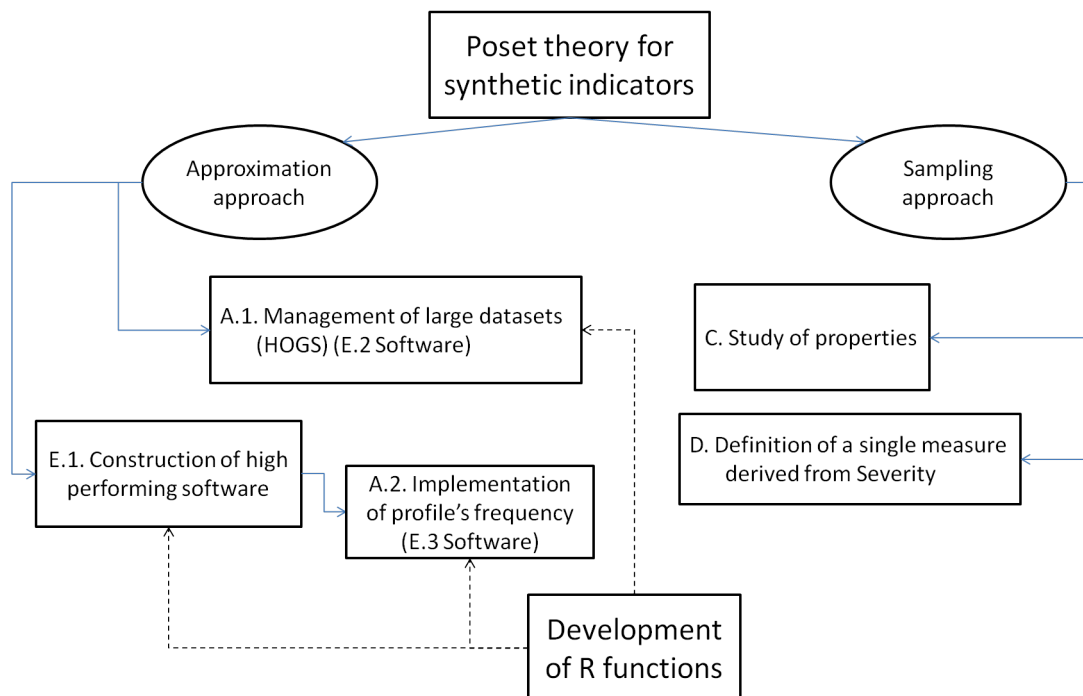 Poset theory for
synthetic indicators
Approximation
approach
Sampling
approach
A.1. Management of large datasets
(HOGS) (E.2 Software)
C. Study of properties
E.1. Construction of high
performing software
A.2. Implementation
of profile's frequency
(E.3 Software)
D. Definition of a single measure
derived from Severity
Development
of R functions